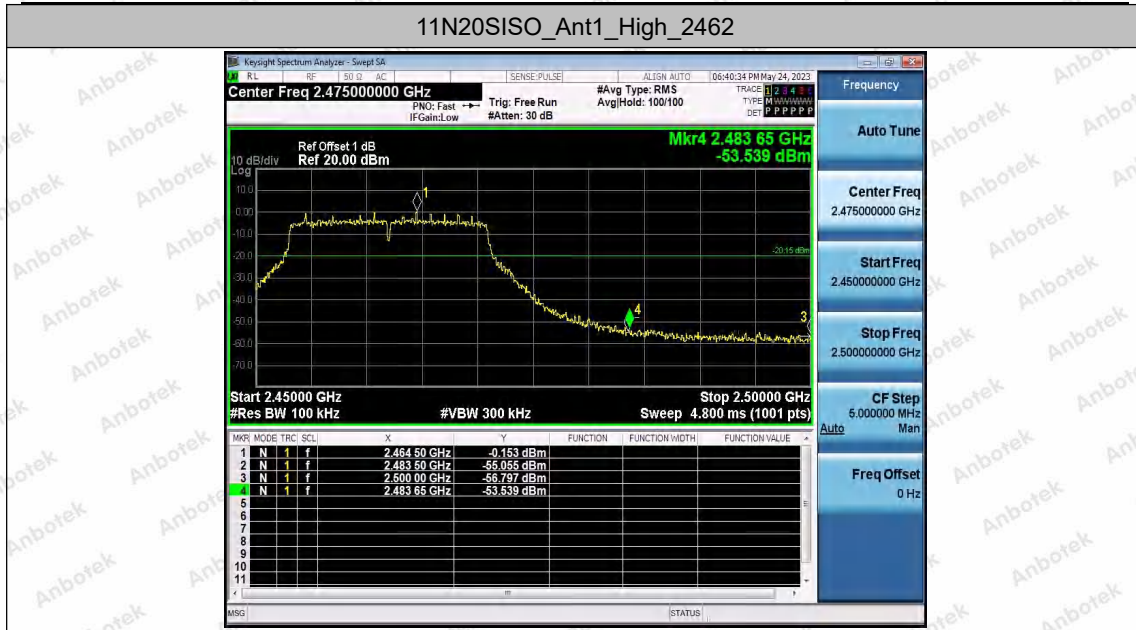 11N20SISO_Ant1_High_2462
Keysight Spectrum Analyzer - Swept SA
RL RF 50 Ω AC SENSE:PULSE ALIGN AUTO 06:40:34 PM May 24, 2023
Center Freq 2.475000000 GHz
PNO: Fast
IFGain:Low
Trig: Free Run
#Atten: 30 dB
#Avg Type: RMS
Avg|Hold: 100/100
TRACE 1 2 3 4 5 6
TYPE M WWWWW
DET P P P P P P
Ref Offset 1 dB
Ref 20.00 dBm
10 dB/div
Log
Mkr4 2.483 65 GHz
-53.539 dBm
10.0
0.00
-10.0
-20.0
-30.0
-40.0
-50.0
-60.0
-70.0
1
4
3
-20.15 dBm
Start 2.45000 GHz
Stop 2.50000 GHz
#Res BW 100 kHz
#VBW 300 kHz
Sweep 4.800 ms (1001 pts)
MKR MODE TRC SCL X Y FUNCTION FUNCTION WIDTH FUNCTION VALUE
1 N 1 f 2.464 50 GHz -0.153 dBm
2 N 1 f 2.483 50 GHz -55.055 dBm
3 N 1 f 2.500 00 GHz -56.797 dBm
4 N 1 f 2.483 65 GHz -53.539 dBm
5
6
7
8
9
10
11
MSG
STATUS
Frequency
Auto Tune
Center Freq
2.475000000 GHz
Start Freq
2.450000000 GHz
Stop Freq
2.500000000 GHz
CF Step
5.000000 MHz
Auto Man
Freq Offset
0 Hz
Anbotek